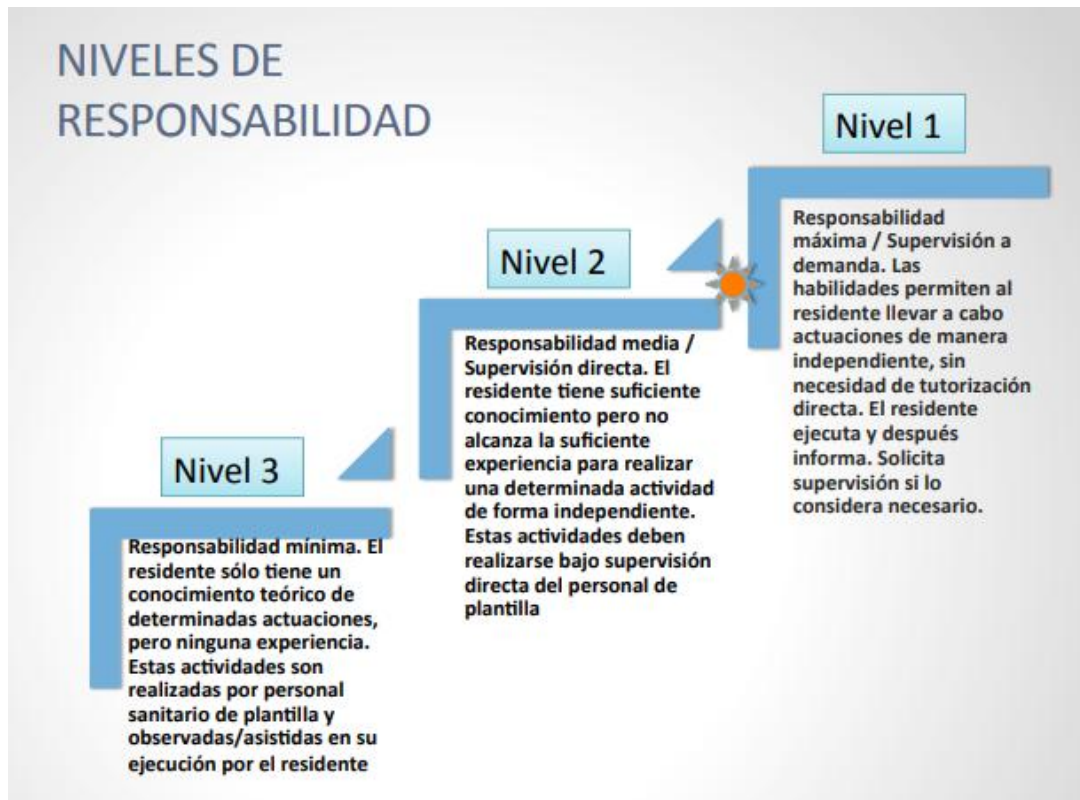 NIVELES DE
RESPONSABILIDAD
Nivel 1
Responsabilidad
máxima / Supervisión a
demanda. Las
habilidades permiten al
residente llevar a cabo
actuaciones de manera
independiente, sin
necesidad de tutorización
directa. El residente
ejecuta y después
informa. Solicita
supervisión si lo
considera necesario.
Nivel 2
Responsabilidad media /
Supervisión directa. El
residente tiene suficiente
conocimiento pero no
alcanza la suficiente
experiencia para realizar
una determinada actividad
de forma independiente.
Estas actividades deben
realizarse bajo supervisión
directa del personal de
plantilla
Nivel 3
Responsabilidad mínima. El
residente sólo tiene un
conocimiento teórico de
determinadas actuaciones,
pero ninguna experiencia.
Estas actividades son
realizadas por personal
sanitario de plantilla y
observadas/asistidas en su
ejecución por el residente